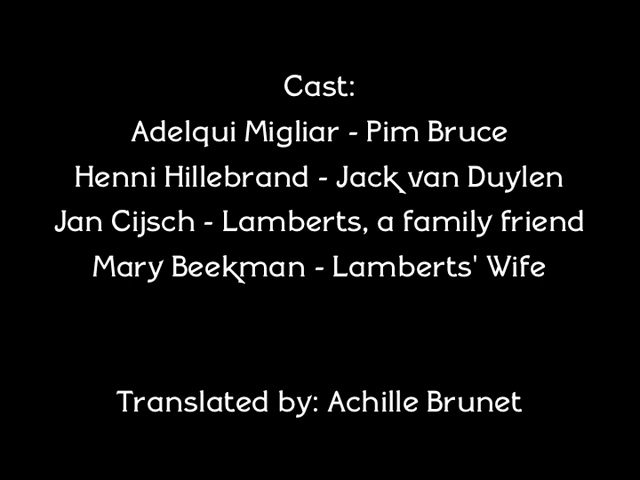 Cast:
Adelqui Migliar - Pim Bruce
Henni Hillebrand - Jack van Duylen
Jan Cijsch - Lamberts, a family friend
Mary Beekman - Lamberts' Wife
Translated by: Achille Brunet